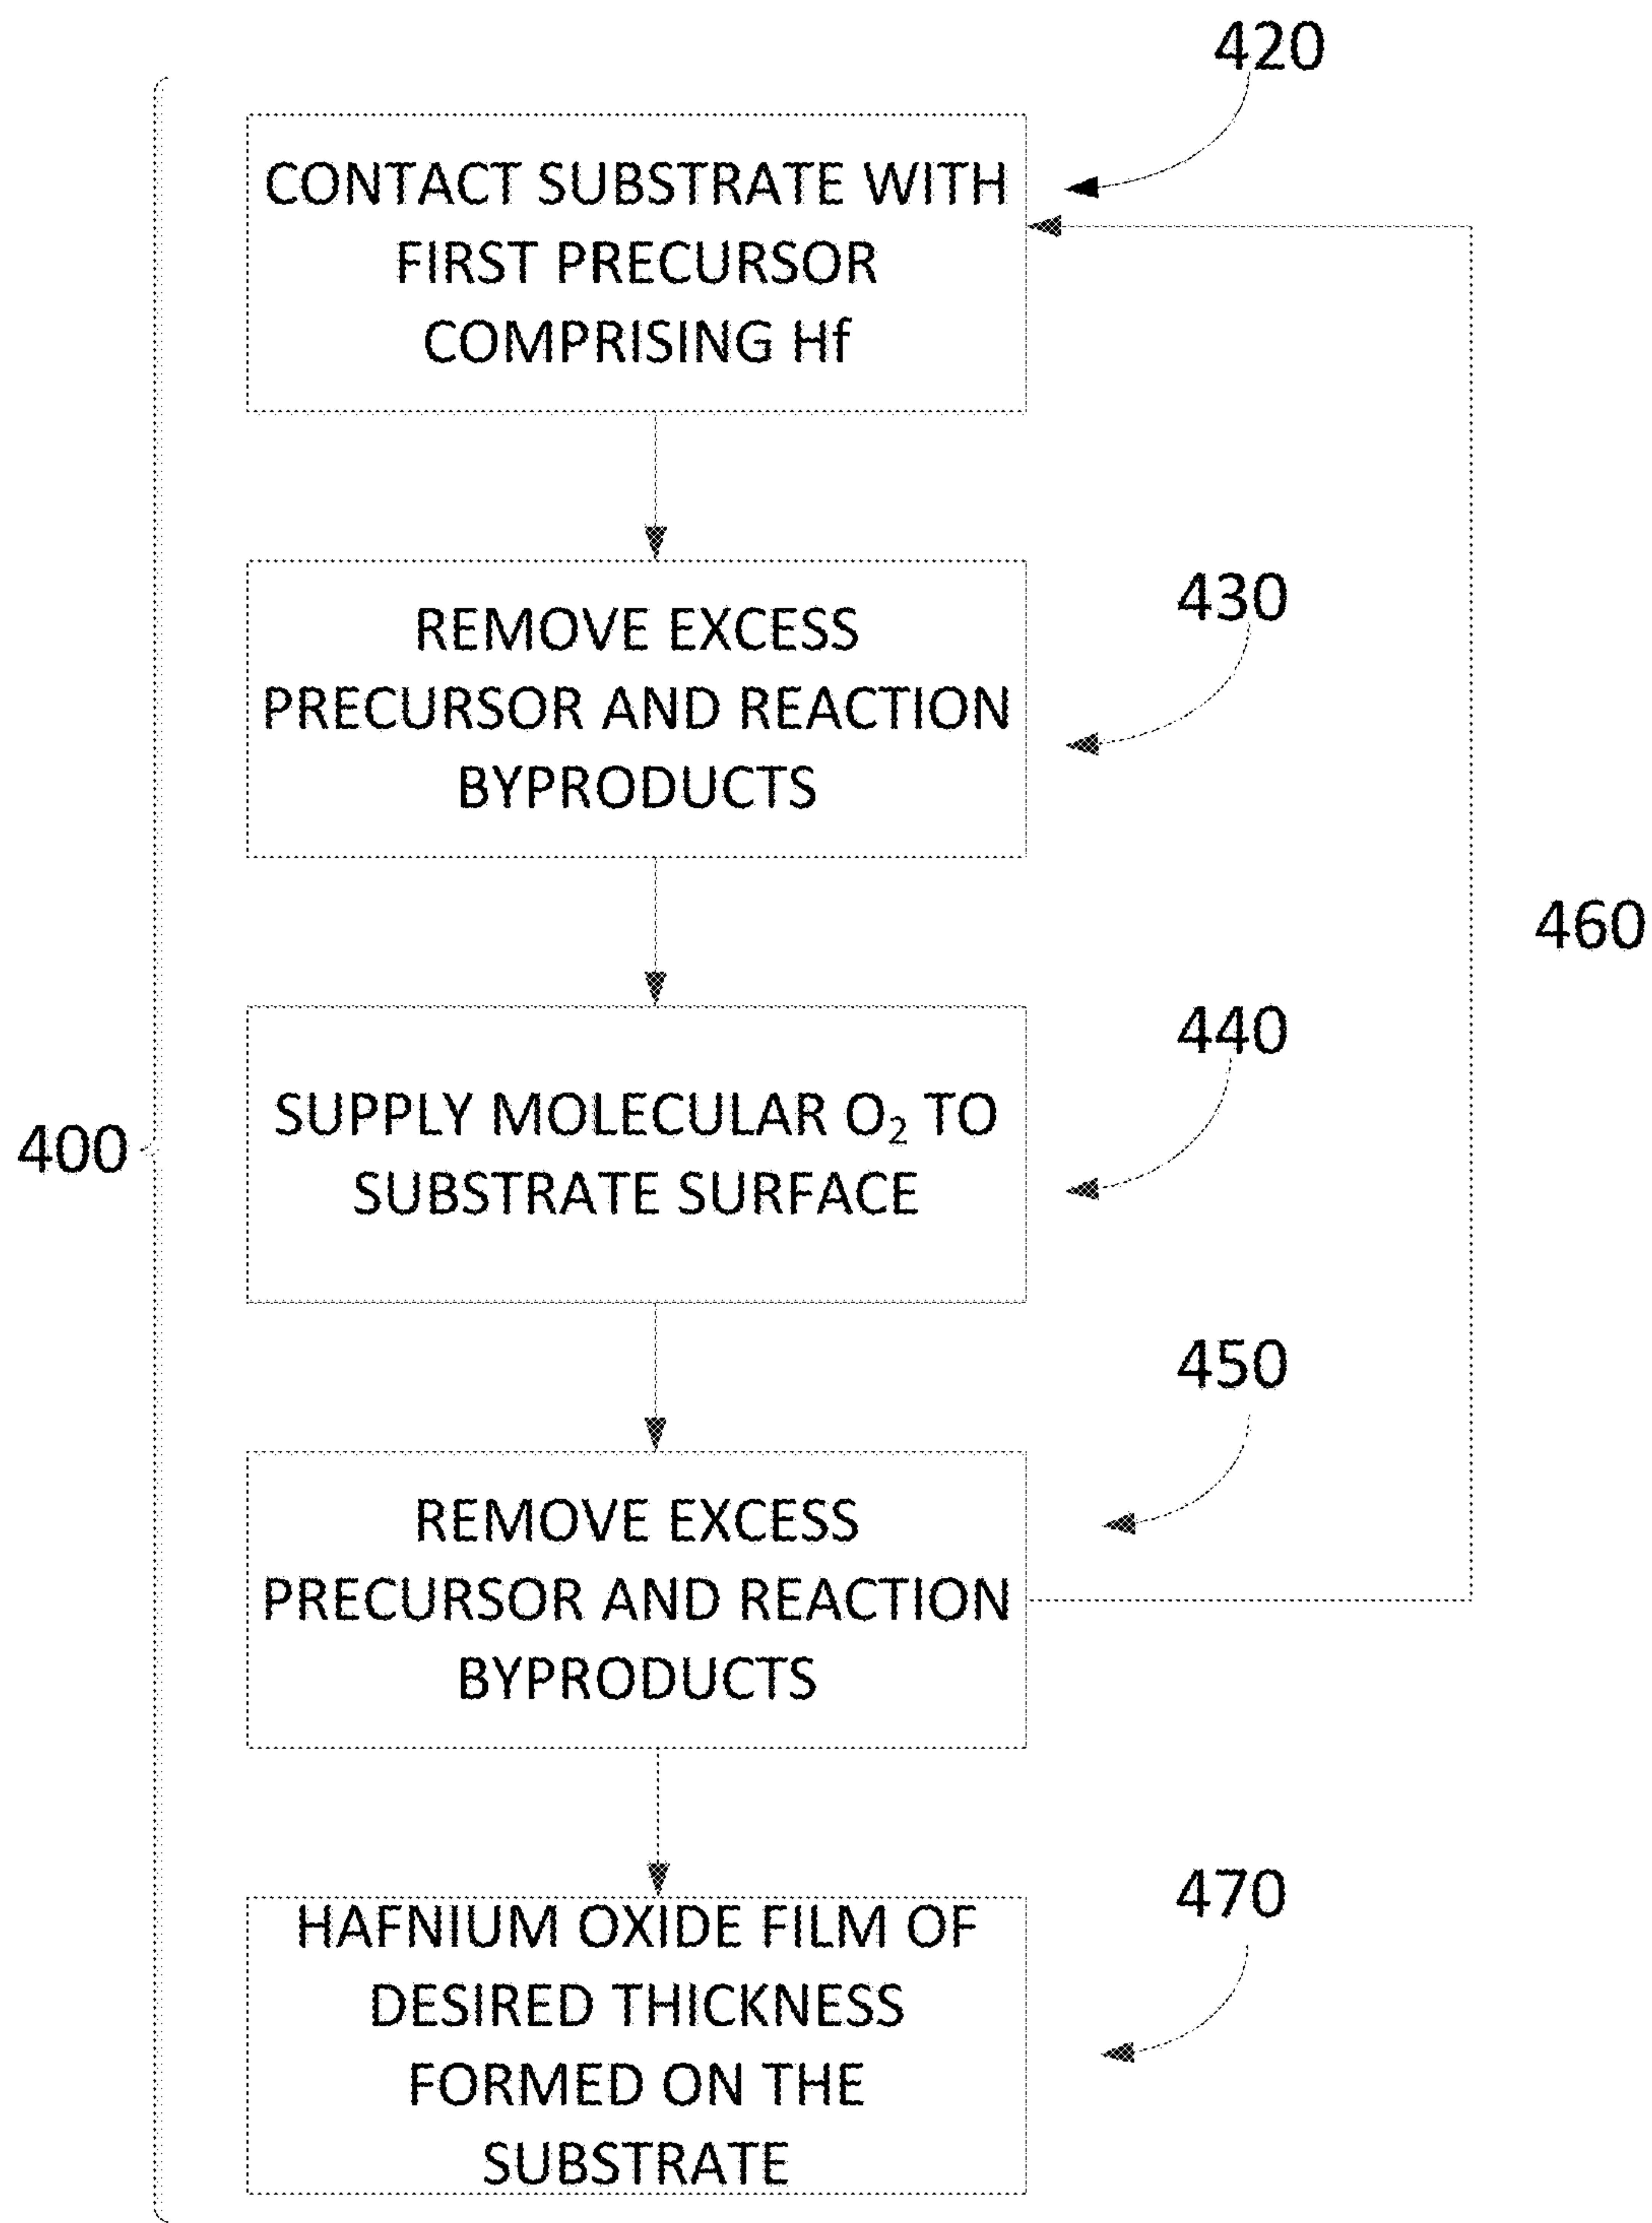 420
CONTACT SUBSTRATE WITH
FIRST PRECURSOR
COMPRISING Hf
430
REMOVE EXCESS
PRECURSOR AND REACTION
BYPRODUCTS
460
440
400
SUPPLY MOLECULAR O₂ TO
SUBSTRATE SURFACE
450
REMOVE EXCESS
PRECURSOR AND REACTION
BYPRODUCTS
470
HAFNIUM OXIDE FILM OF
DESIRED THICKNESS
FORMED ON THE
SUBSTRATE